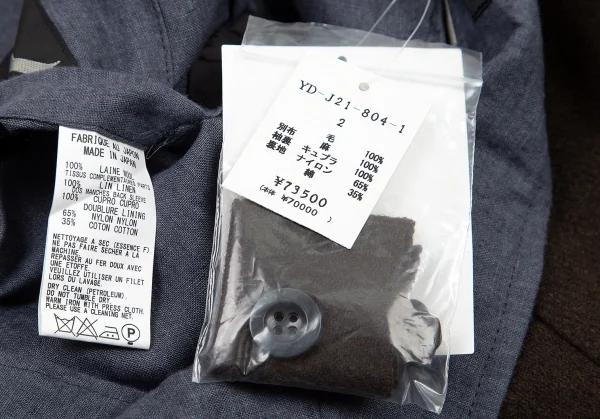 FABRIQUE AU JAPON
MADE IN JAPAN
100% LAINE WOOL
TISSUS COMPLEMENTAIRES PARTS
100% LIN LINEN
DOS MANCHES BACK SLEEVE
100% CUPRO CUPRO
DOUBLURE LINING
65% NYLON NYLON
35% COTON COTTON
NETTOYAGE A SEC (ESSENCE F).
NE PAS FAIRE SECHER A LA
MACHINE.
REPASSER AU FER DOUX AVEC
UNE ETOFFE.
VEUILLEZ UTILISER UN FILET
LORS DU LAVAGE.
DRY CLEAN (PETROLEUM).
DO NOT TUMBLE DRY.
WARM IRON WITH PRESS CLOTH.
PLEASE USE A CLEANING NET.
P
YD-J21-804-1
2
毛 100%
別布 麻 100%
袖裏 キュプラ 100%
裏地 ナイロン 65%
綿 35%
¥73500
(本体 ¥70000 )